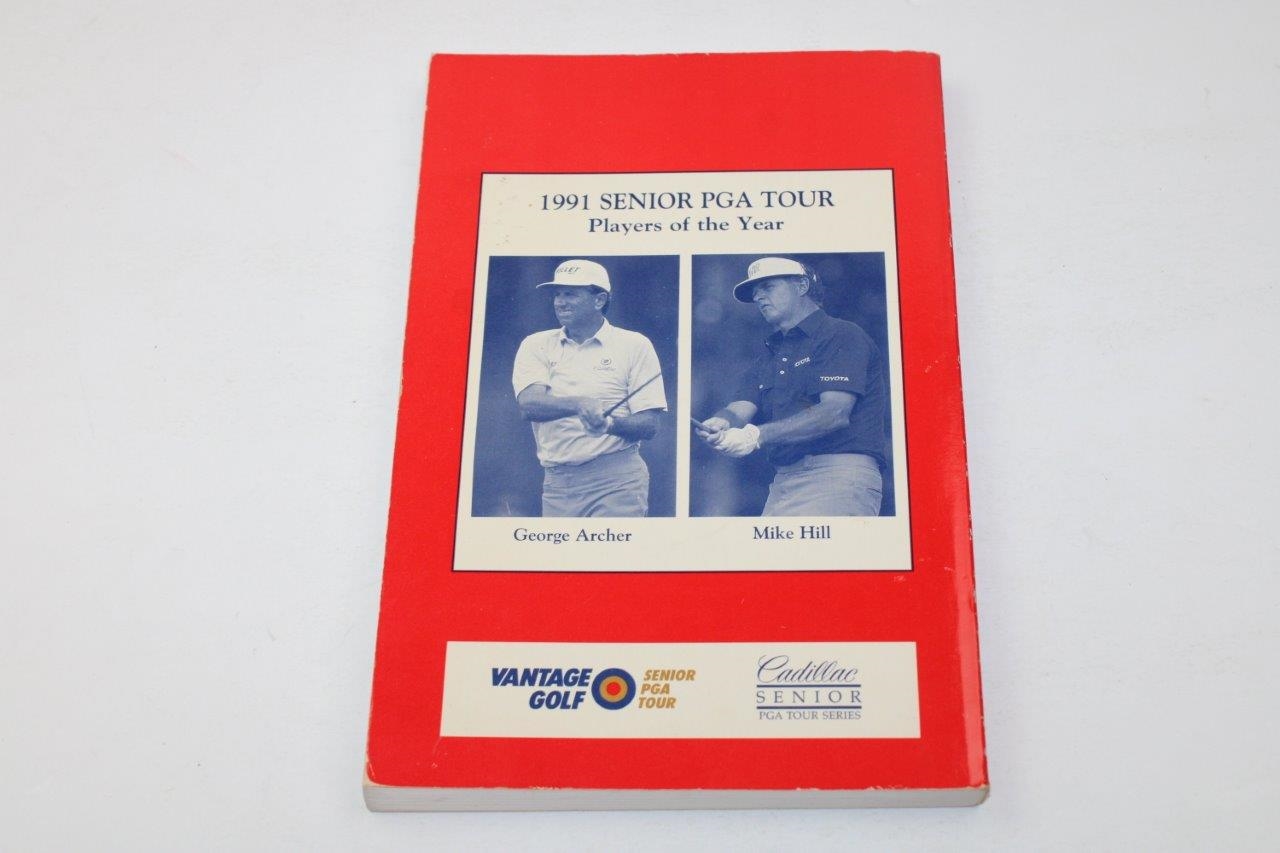 1991 SENIOR PGA TOUR
Players of the Year
TOYOTA
George Archer
Mike Hill
VANTAGE GOLF
SENIOR PGA TOUR
Cadillac
SENIOR
PGA TOUR SERIES